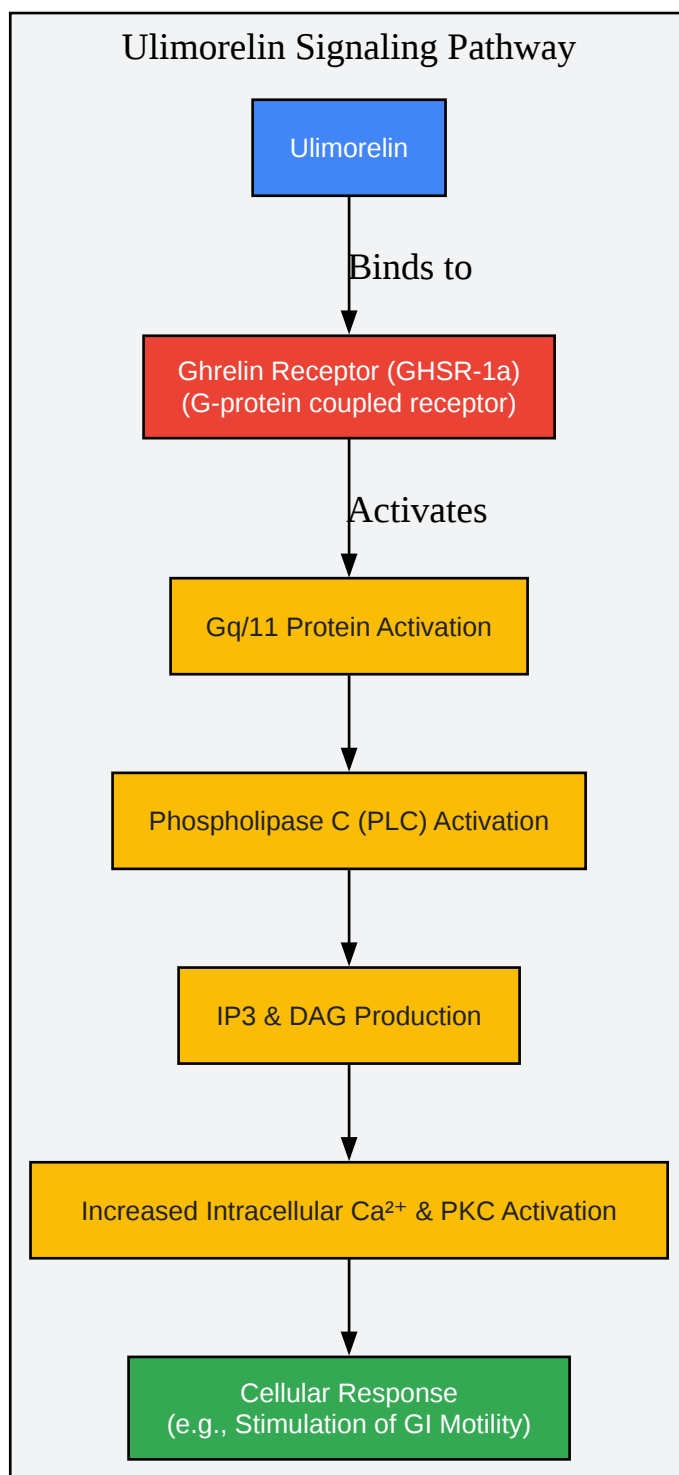 Ulimorelin Signaling Pathway
Ulimorelin
Binds to
Ghrelin Receptor (GHSR-1a)
(G-protein coupled receptor)
Activates
Gq/11 Protein Activation
Phospholipase C (PLC) Activation
IP3 & DAG Production
Increased Intracellular Ca²⁺ & PKC Activation
Cellular Response
(e.g., Stimulation of GI Motility)